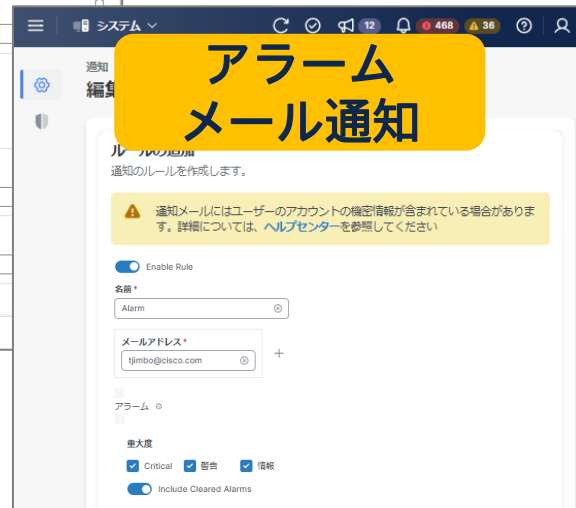 システム
12
468
36
アラーム
メール通知
通知
編集
ルールの追加
通知のルールを作成します。
通知メールにはユーザーのアカウントの機密情報が含まれている場合がありま
す。詳細については、ヘルプセンターを参照してください
Enable Rule
名前 *
Alarm
メールアドレス *
tjimbo@cisco.com
アラーム
重大度
Critical 警告 情報
Include Cleared Alarms